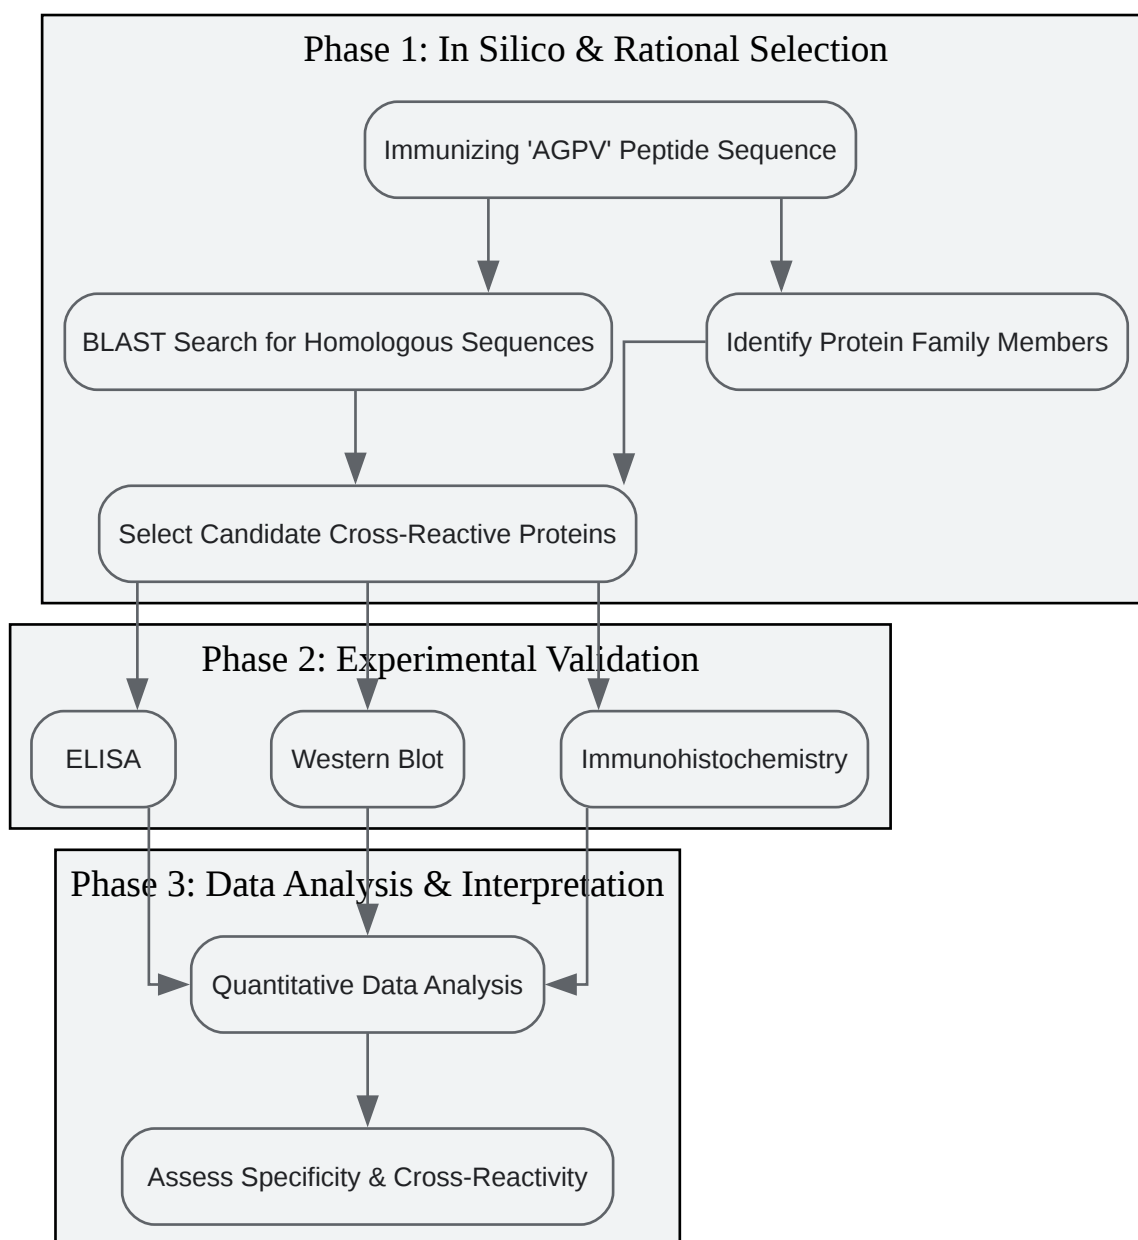 Phase 1: In Silico & Rational Selection
Immunizing 'AGPV' Peptide Sequence
BLAST Search for Homologous Sequences
Identify Protein Family Members
Select Candidate Cross-Reactive Proteins
Phase 2: Experimental Validation
ELISA
Western Blot
Immunohistochemistry
Phase 3: Data Analysis & Interpretation
Quantitative Data Analysis
Assess Specificity & Cross-Reactivity